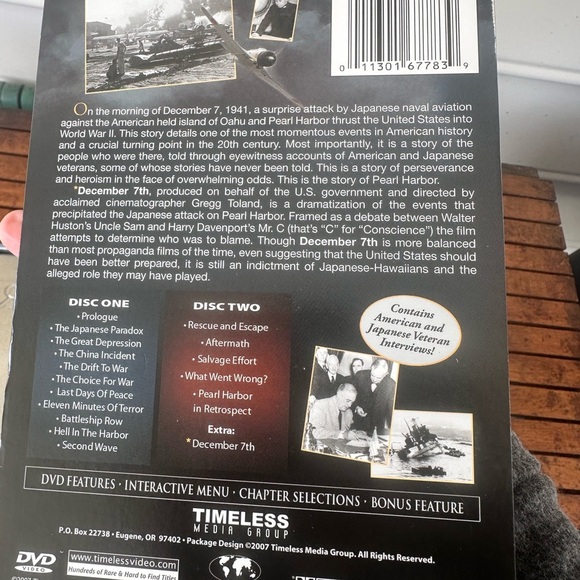 0 11301 67783 9
On the morning of December 7, 1941, a surprise attack by Japanese naval aviation
against the American held island of Oahu and Pearl Harbor thrust the United States into
World War II. This story details one of the most momentous events in American history
and a crucial turning point in the 20th century. Most importantly, it is a story of the
people who were there, told through eyewitness accounts of American and Japanese
veterans, some of whose stories have never been told. This is a story of perseverance
and heroism in the face of overwhelming odds. This is the story of Pearl Harbor.
*December 7th, produced on behalf of the U.S. government and directed by
acclaimed cinematographer Gregg Toland, is a dramatization of the events that
precipitated the Japanese attack on Pearl Harbor. Framed as a debate between Walter
Huston's Uncle Sam and Harry Davenport's Mr. C (that's "C" for "Conscience") the film
attempts to determine who was to blame. Though December 7th is more balanced
than most propaganda films of the time, even suggesting that the United States should
have been better prepared, it is still an indictment of Japanese-Hawaiians and the
alleged role they may have played.
DISC ONE
• Prologue
• The Japanese Paradox
• The Great Depression
• The China Incident
• The Drift To War
• The Choice For War
• Last Days Of Peace
• Eleven Minutes Of Terror
• Battleship Row
• Hell In The Harbor
• Second Wave
DISC TWO
• Rescue and Escape
• Aftermath
• Salvage Effort
• What Went Wrong?
• Pearl Harbor
in Retrospect
Extra:
* December 7th
Contains
American and
Japanese Veteran
Interviews!
DVD FEATURES · INTERACTIVE MENU · CHAPTER SELECTIONS · BONUS FEATURE
TIMELESS
MEDIA GROUP
P.O. Box 22738 • Eugene, OR 97402 • Package Design ©2007 Timeless Media Group. All Rights Reserved.
DVD
VIDEO
www.timelessvideo.com
Hundreds of Rare & Hard to Find Titles